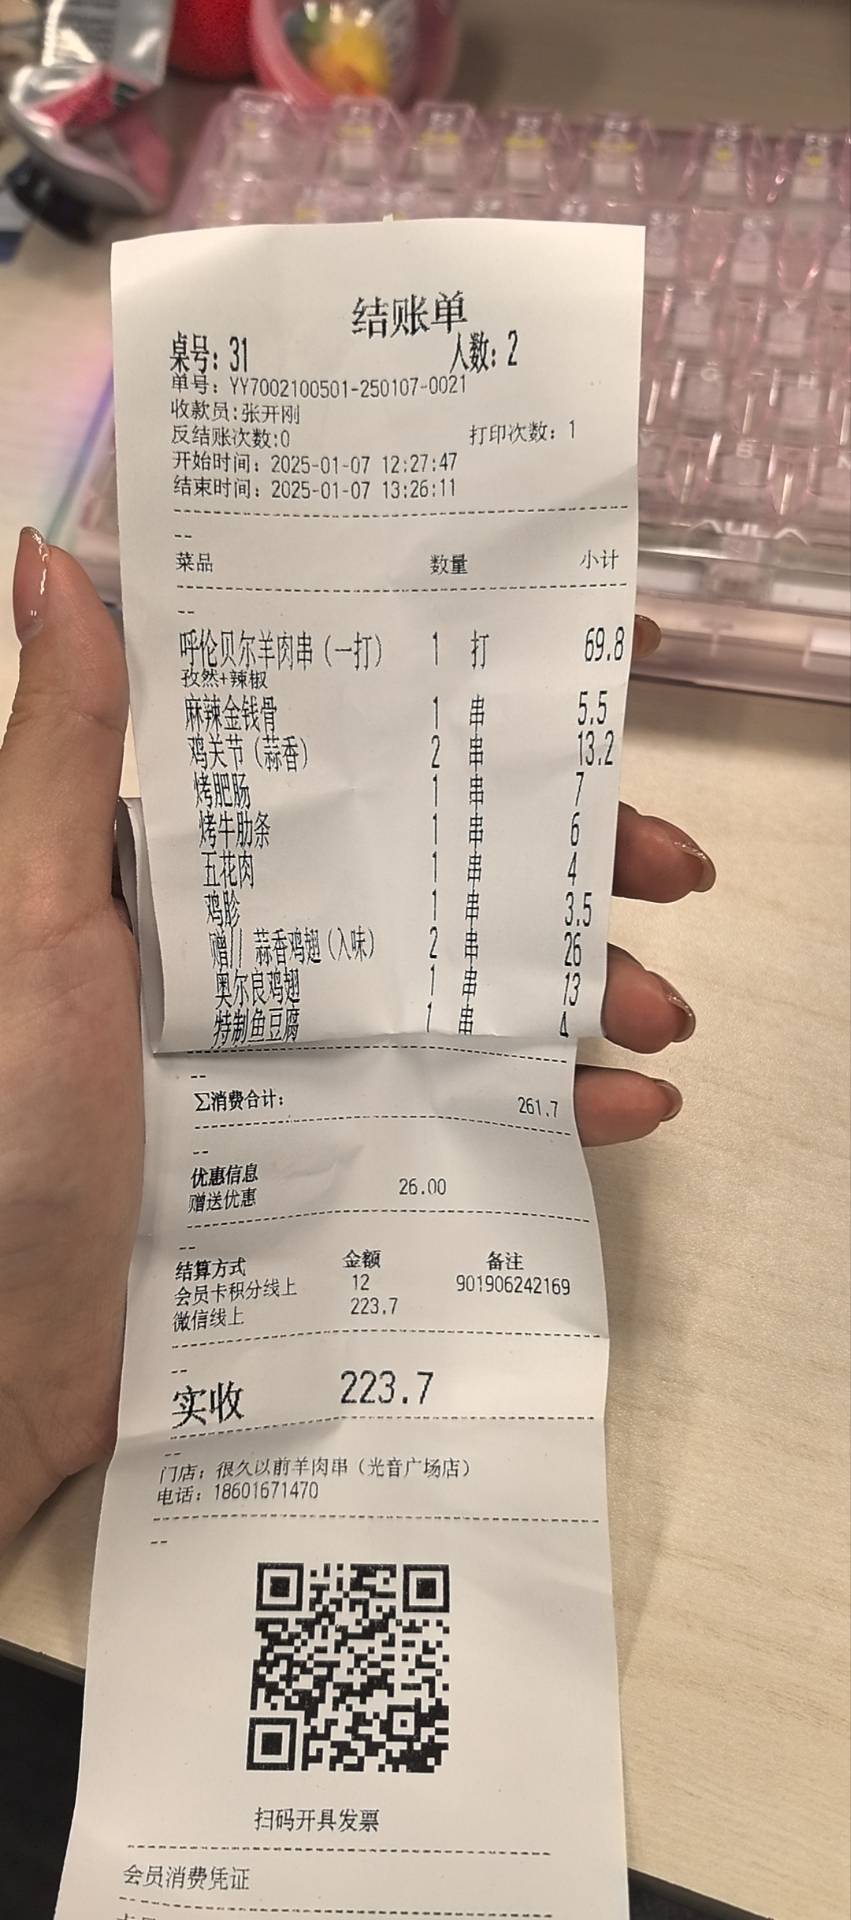 结账单
桌号：31 人数：2
单号：YY7002100501-250107-0021
收款员:张开刚
反结账次数:0 打印次数：1
开始时间：2025-01-07 12:27:47
结束时间：2025-01-07 13:26:11
--
菜品 数量 小计
--
呼伦贝尔羊肉串（一打） 1 打 69.8
孜然+辣椒
麻辣金钱骨 1 串 5.5
鸡关节（蒜香） 2 串 13.2
烤肥肠 1 串 7
烤牛肋条 1 串 6
五花肉 1 串 4
鸡胗 1 串 3.5
赠// 蒜香鸡翅（入味） 2 串 26
奥尔良鸡翅 1 串 13
特制鱼豆腐 1 串 4
--
∑消费合计： 261.7
--
优惠信息
赠送优惠 26.00
--
结算方式 金额 备注
会员卡积分线上 12 901906242169
微信线上 223.7
--
实收 223.7
--
门店：很久以前羊肉串（光音广场店）
电话：18601671470
--
扫码开具发票
会员消费凭证
AULA